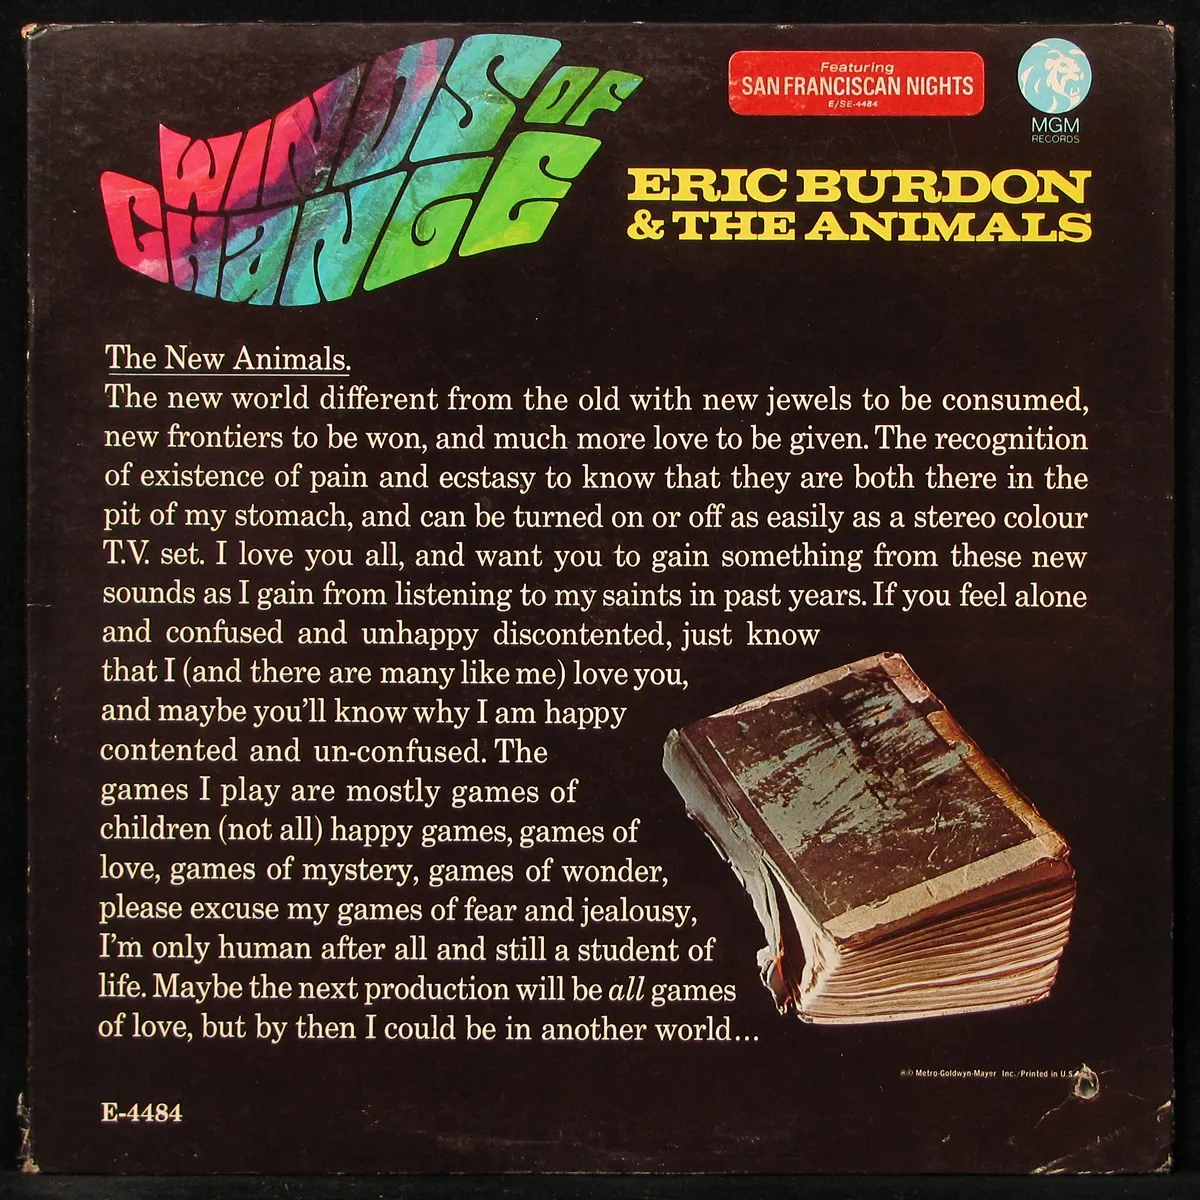 WINDS OF
CHANGE
Featuring
SAN FRANCISCAN NIGHTS
E/SE-4484
MGM
RECORDS
ERIC BURDON
& THE ANIMALS
The New Animals.
The new world different from the old with new jewels to be consumed,
new frontiers to be won, and much more love to be given. The recognition
of existence of pain and ecstasy to know that they are both there in the
pit of my stomach, and can be turned on or off as easily as a stereo colour
T.V. set. I love you all, and want you to gain something from these new
sounds as I gain from listening to my saints in past years. If you feel alone
and confused and unhappy discontented, just know
that I (and there are many like me) love you,
and maybe you'll know why I am happy
contented and un-confused. The
games I play are mostly games of
children (not all) happy games, games of
love, games of mystery, games of wonder,
please excuse my games of fear and jealousy,
I'm only human after all and still a student of
life. Maybe the next production will be all games
of love, but by then I could be in another world...
Metro-Goldwyn-Mayer Inc./Printed in U.S.
E-4484